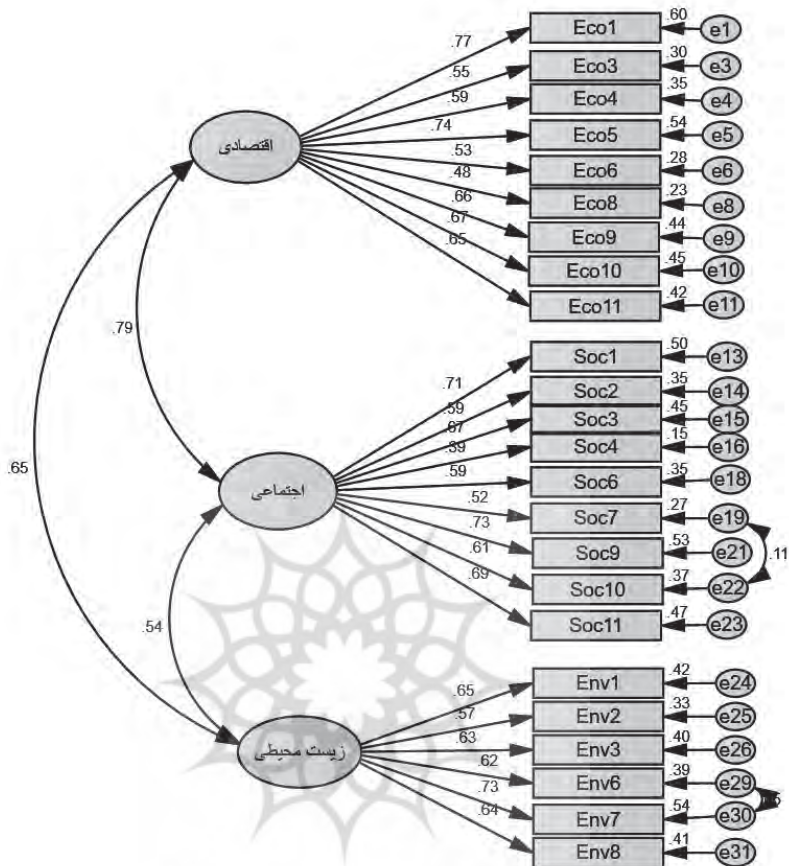 .60
Eco1
e1
.77
.30
Eco3
e3
.55
.35
Eco4
e4
.59
.54
Eco5
e5
.74
.28
Eco6
e6
.53
.23
Eco8
e8
.48
.44
Eco9
e9
.66
.45
Eco10
e10
.67
.42
Eco11
e11
.65
اقتصادی
.79
.65
.50
Soc1
e13
.71
.35
Soc2
e14
.59
.45
Soc3
e15
.67
.15
Soc4
e16
.39
.35
Soc6
e18
.59
.27
Soc7
e19
.52
.53
Soc9
e21
.73
.11
.37
Soc10
e22
.61
.47
Soc11
e23
.69
اجتماعی
.54
.42
Env1
e24
.65
.33
Env2
e25
.57
.40
Env3
e26
.63
.39
Env6
e29
.62
.54
Env7
e30
.73
.41
Env8
e31
.64
زیست محیطی